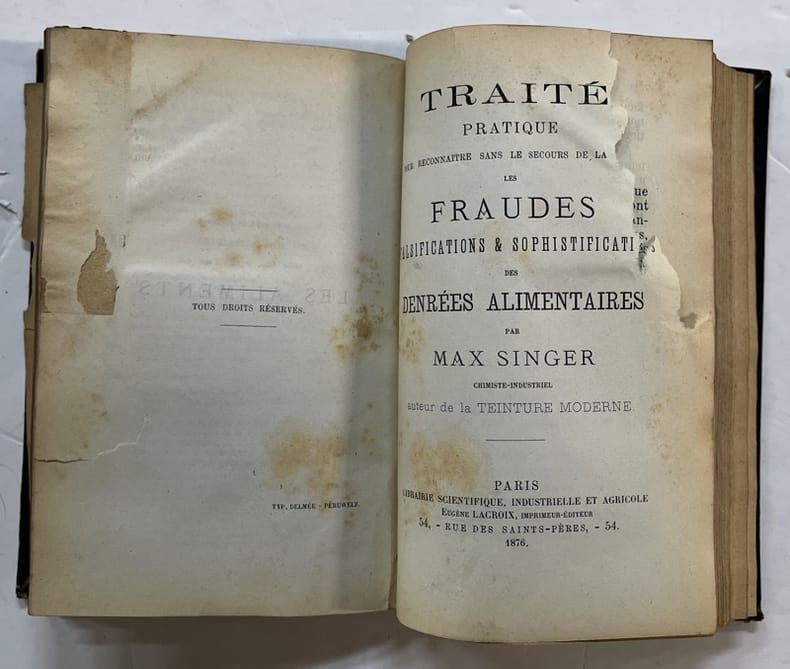 TOUS DROITS RÉSERVÉS.
TYP. DELMÉE - PÉRUWELZ.
TRAITÉ
PRATIQUE
RECONNAITRE SANS LE SECOURS DE LA
LES
FRAUDES
FALSIFICATIONS & SOPHISTIFICATI
DES
DENRÉES ALIMENTAIRES
PAR
MAX SINGER
CHIMISTE-INDUSTRIEL
auteur de la TEINTURE MODERNE.
PARIS
LIBRAIRIE SCIENTIFIQUE, INDUSTRIELLE ET AGRICOLE
EUGÈNE LACROIX, IMPRIMEUR-ÉDITEUR
54, - RUE DES SAINTS-PÈRES, - 54.
1876.